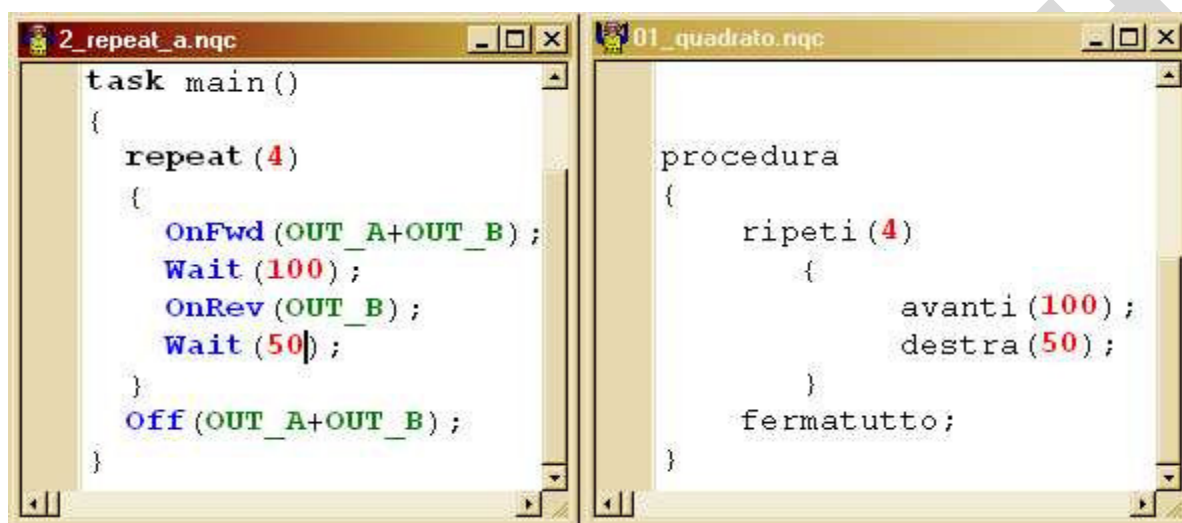 2_repeat_a.nqc
task main()
{
repeat(4)
{
OnFwd(OUT_A+OUT_B);
Wait(100);
OnRev(OUT_B);
Wait(50);
}
Off(OUT_A+OUT_B);
}
01_quadrato.nqc
procedura
{
ripeti(4)
{
avanti(100);
destra(50);
}
fermatutto;
}